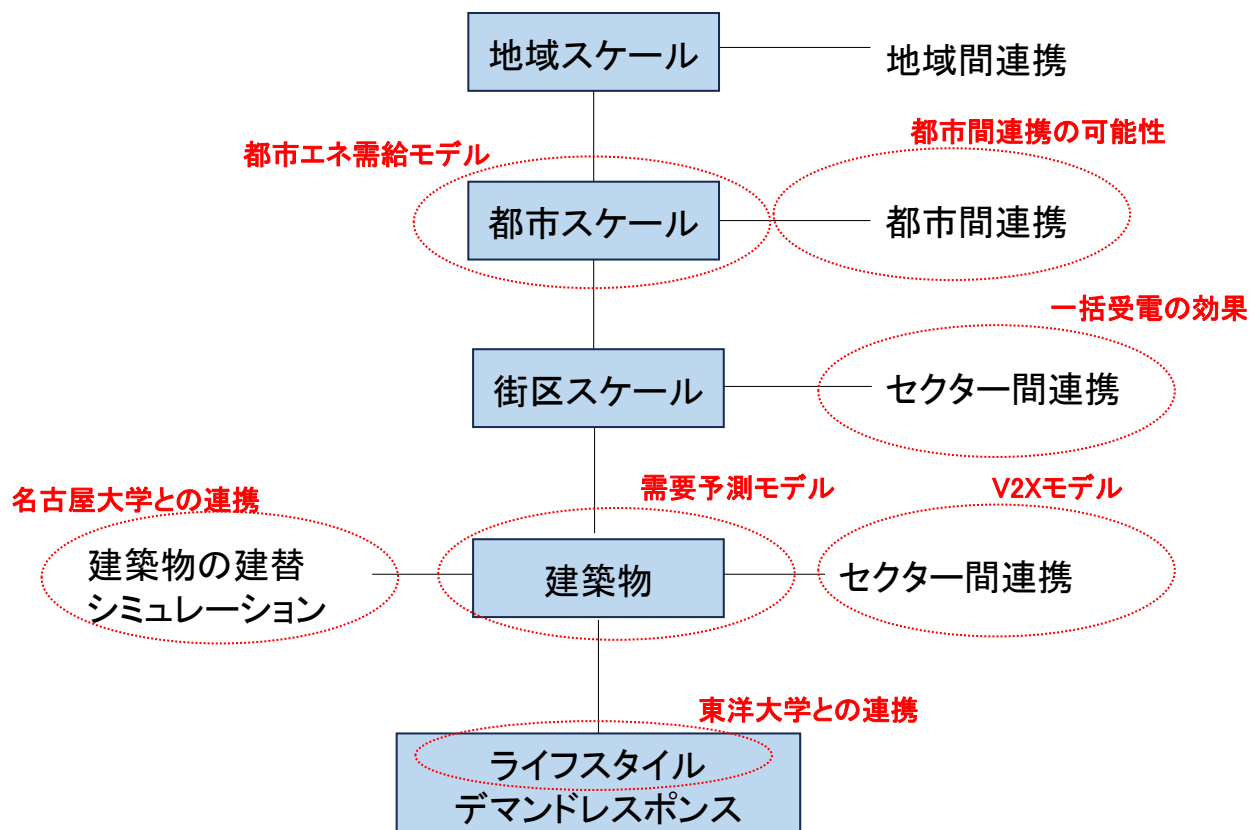 地域スケール
地域間連携
都市間連携の可能性
都市エネ需給モデル
都市スケール
都市間連携
一括受電の効果
街区スケール
セクター間連携
名古屋大学との連携
需要予測モデル
V2Xモデル
建築物の建替
シミュレーション
建築物
セクター間連携
東洋大学との連携
ライフスタイル
デマンドレスポンス